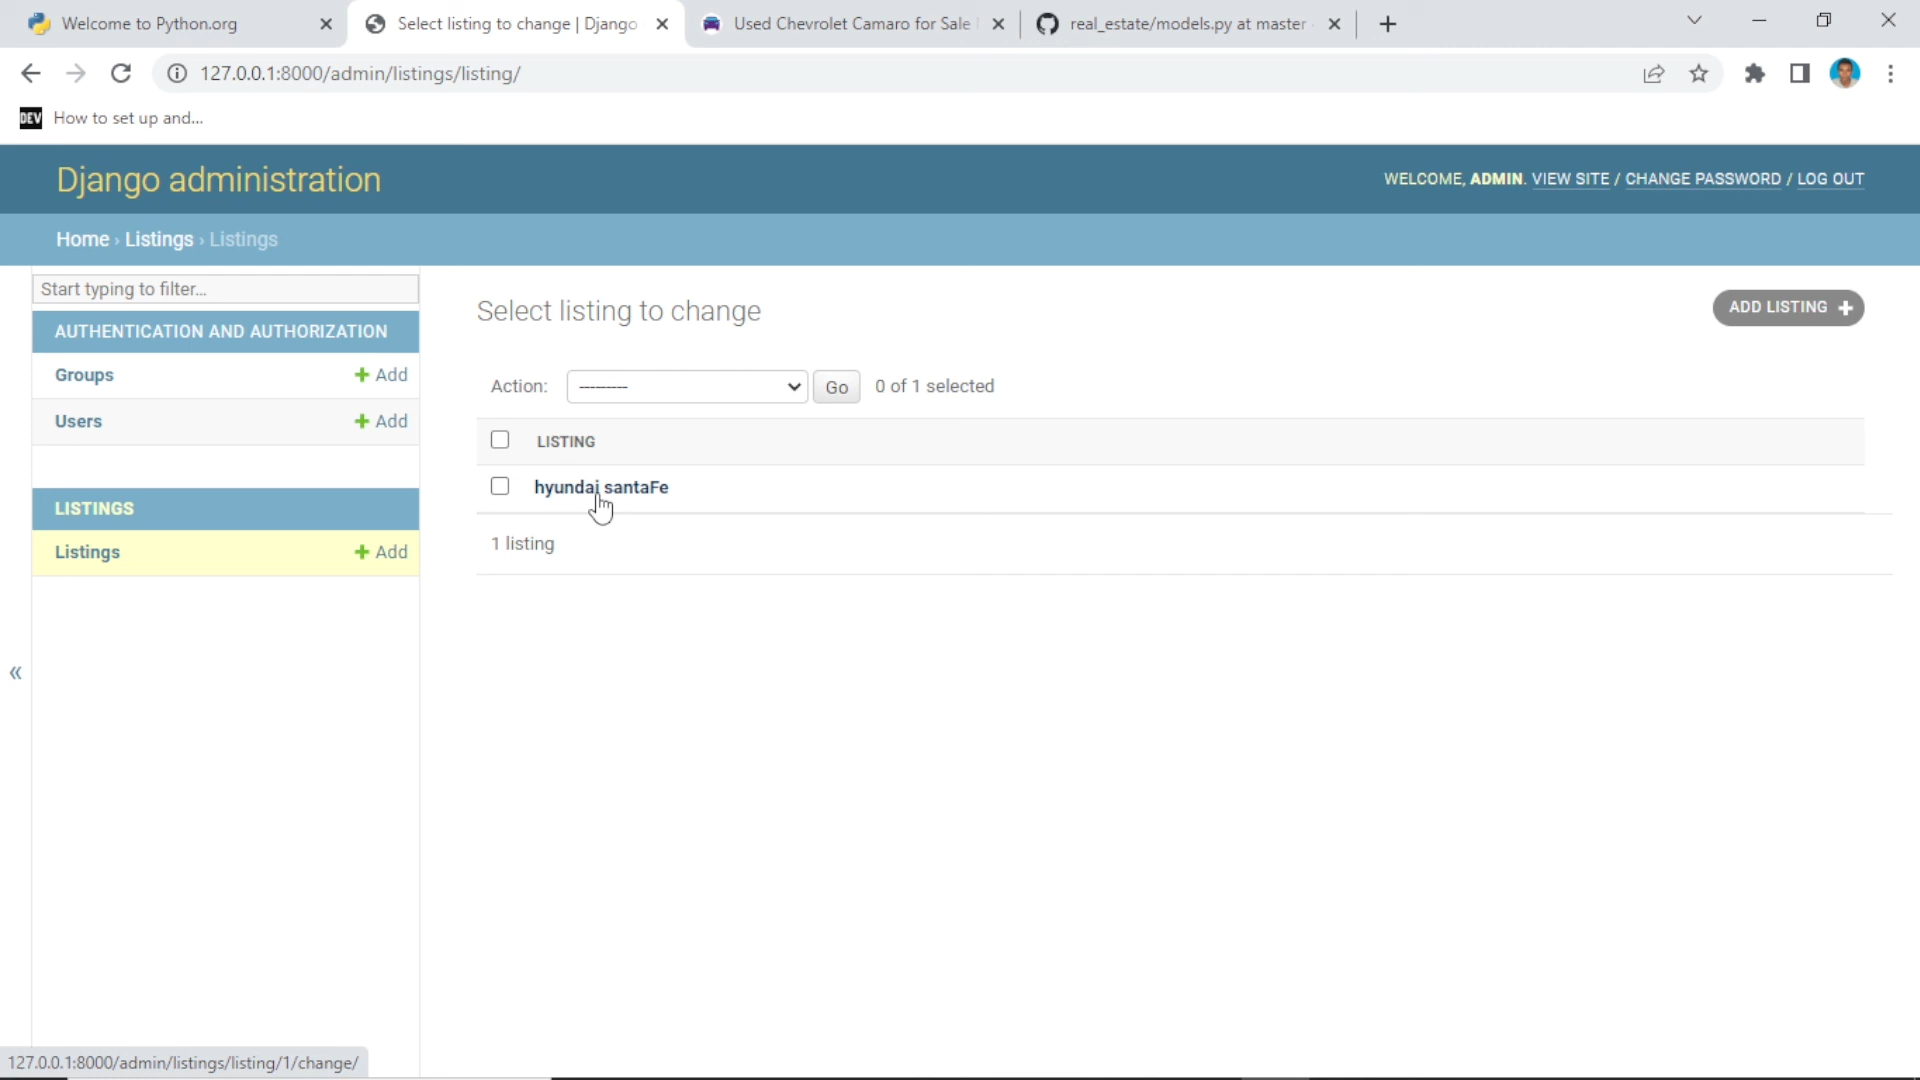 Welcome to Python.org
Select listing to change | Django
Used Chevrolet Camaro for Sale
real_estate/models.py at master
127.0.0.1:8000/admin/listings/listing/
DEV How to set up and...
Django administration
WELCOME, ADMIN. VIEW SITE / CHANGE PASSWORD / LOG OUT
Home › Listings › Listings
Start typing to filter...
AUTHENTICATION AND AUTHORIZATION
Groups + Add
Users + Add
LISTINGS
Listings + Add
«
Select listing to change
ADD LISTING +
Action: --------- Go 0 of 1 selected
LISTING
hyundai santaFe
1 listing
127.0.0.1:8000/admin/listings/listing/1/change/